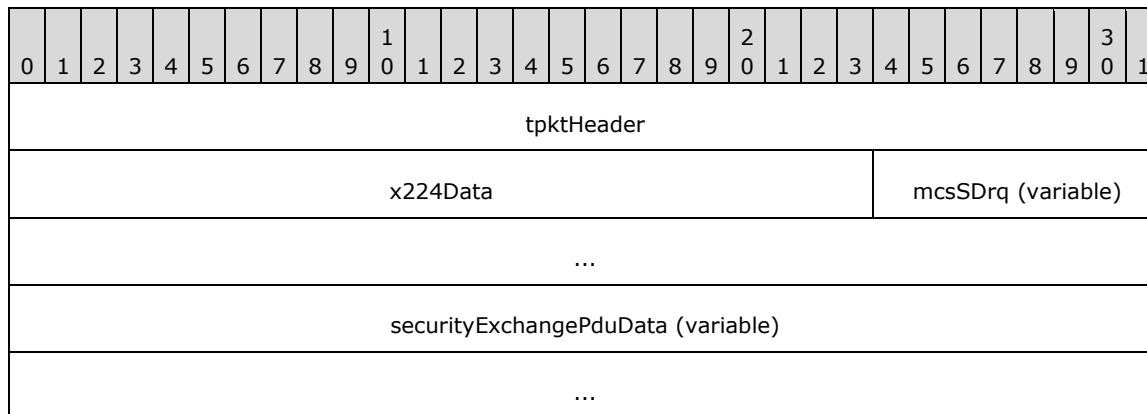 1 2 3
0 1 2 3 4 5 6 7 8 9 0 1 2 3 4 5 6 7 8 9 0 1 2 3 4 5 6 7 8 9 0 1
tpktHeader
x224Data mcsSDrq (variable)
...
securityExchangePduData (variable)
...